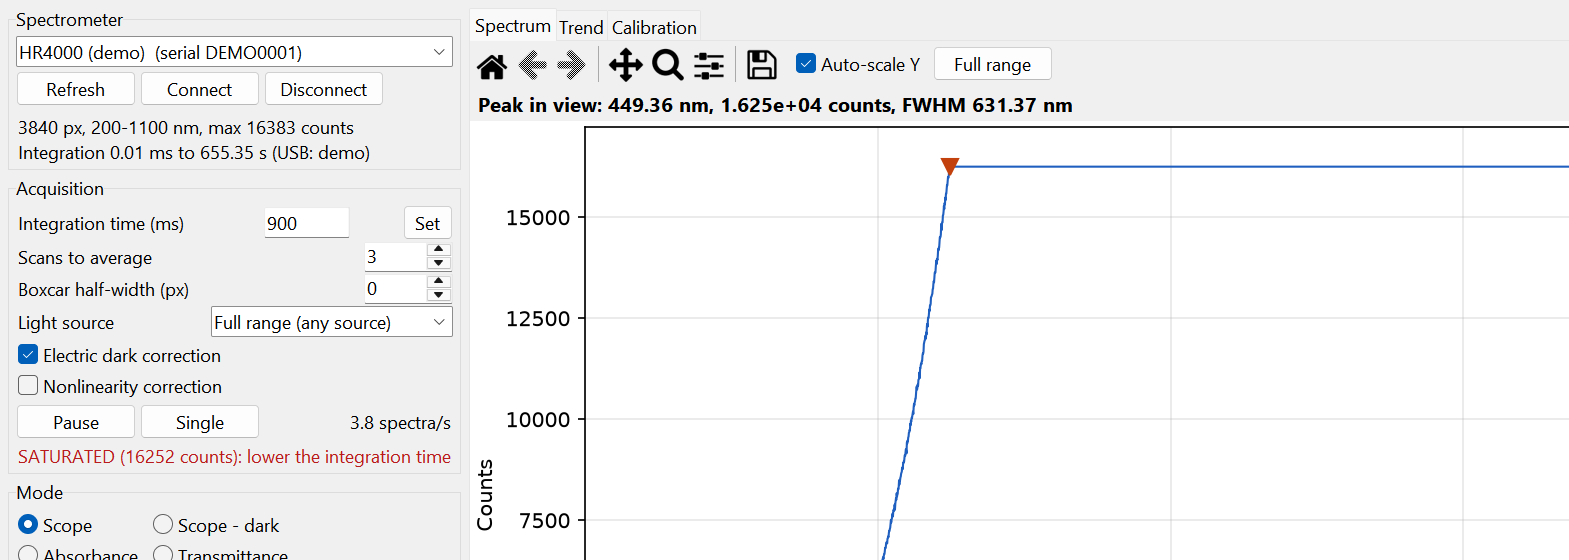 Spectrometer
HR4000 (demo)  (serial DEMO0001)
Refresh
Connect
Disconnect
3840 px, 200-1100 nm, max 16383 counts
Integration 0.01 ms to 655.35 s (USB: demo)
Acquisition
Integration time (ms)
900
Set
Scans to average
3
Boxcar half-width (px)
0
Light source
Full range (any source)
Electric dark correction
Nonlinearity correction
Pause
Single
3.8 spectra/s
SATURATED (16252 counts): lower the integration time
Mode
Scope
Scope - dark
Absorbance
Transmittance
Spectrum
Trend
Calibration
Auto-scale Y
Full range
Peak in view: 449.36 nm, 1.625e+04 counts, FWHM 631.37 nm
15000
12500
10000
7500
Counts